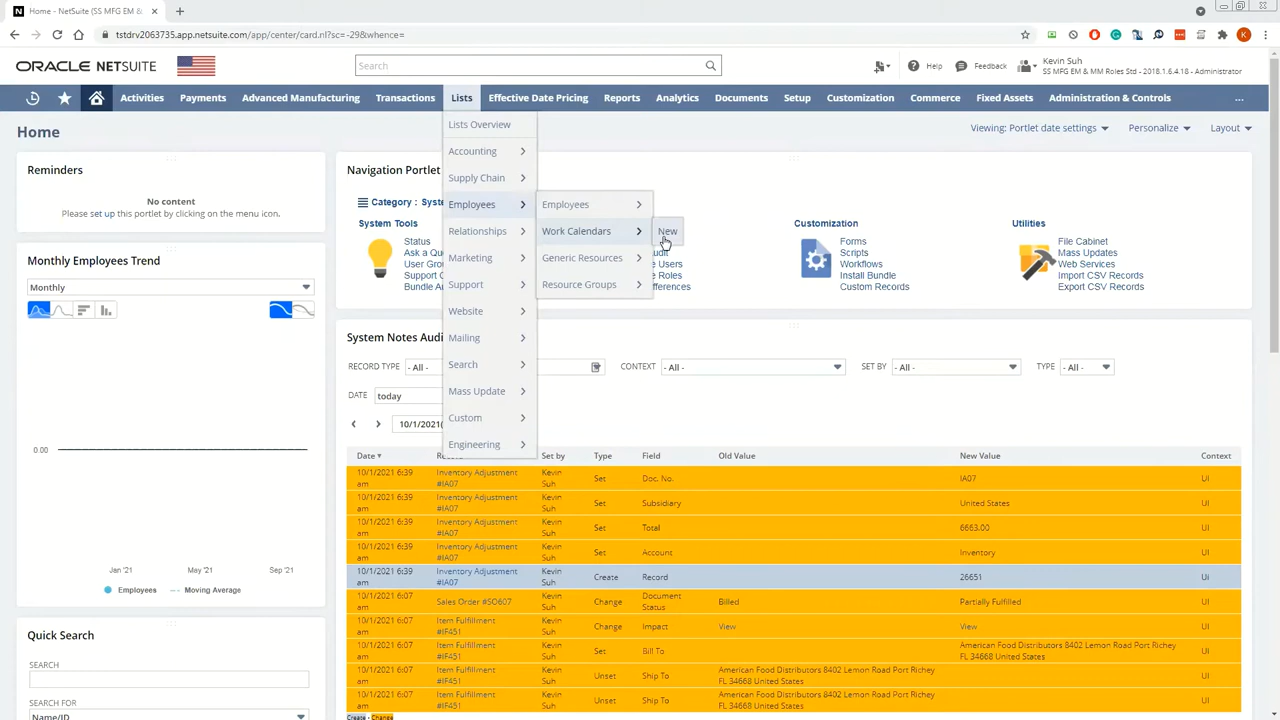 Home - NetSuite (SS MFG EM &
tstdrv2063735.app.netsuite.com/app/center/card.nl?sc=-29&whence=
ORACLE NETSUITE
Search
Help
Feedback
Kevin Suh
SS MFG EM & MM Roles Std - 2018.1.6.4.18 - Administrator
Activities Payments Advanced Manufacturing Transactions Lists Effective Date Pricing Reports Analytics Documents Setup Customization Commerce Fixed Assets Administration & Controls ...
Home
Viewing: Portlet date settings Personalize Layout
Lists Overview
Accounting
Supply Chain
Employees
Relationships
Marketing
Support
Website
Mailing
Search
Mass Update
Custom
Engineering
Employees
Work Calendars
Generic Resources
Resource Groups
New
Reminders
No content
Please set up this portlet by clicking on the menu icon.
Monthly Employees Trend
Monthly
0.00
Jan '21 May '21 Sep '21
Employees Moving Average
Quick Search
SEARCH
SEARCH FOR
Name/ID
Navigation Portlet
Category : Syste
System Tools
Status
Ask a Qu
User Gro
Support C
Bundle A
Customization
Forms
Scripts
Workflows
Install Bundle
Custom Records
Utilities
File Cabinet
Mass Updates
Web Services
Import CSV Records
Export CSV Records
System Notes Aud
RECORD TYPE - All - CONTEXT - All - SET BY - All - TYPE - All -
DATE today
10/1/2021
Date Set by Type Field Old Value New Value Context
10/1/2021 6:39 am Inventory Adjustment #IA07 Kevin Suh Set Doc. No. IA07 UI
10/1/2021 6:39 am Inventory Adjustment #IA07 Kevin Suh Set Subsidiary United States UI
10/1/2021 6:39 am Inventory Adjustment #IA07 Kevin Suh Set Total 6663.00 UI
10/1/2021 6:39 am Inventory Adjustment #IA07 Kevin Suh Set Account Inventory UI
10/1/2021 6:39 am Inventory Adjustment #IA07 Kevin Suh Create Record 26651 UI
10/1/2021 6:07 am Sales Order #SO607 Kevin Suh Change Document Status Billed Partially Fulfilled UI
10/1/2021 6:07 am Item Fulfillment #IF451 Kevin Suh Change Impact View View UI
10/1/2021 6:07 am Item Fulfillment #IF451 Kevin Suh Set Bill To American Food Distributors 8402 Lemon Road Port Richey FL 34668 United States UI
10/1/2021 6:07 am Item Fulfillment #IF451 Kevin Suh Unset Ship To American Food Distributors 8402 Lemon Road Port Richey FL 34668 United States UI
10/1/2021 6:07 am Item Fulfillment #IF451 Kevin Suh Unset Ship To American Food Distributors 8402 Lemon Road Port Richey FL 34668 United States UI
Create - Change